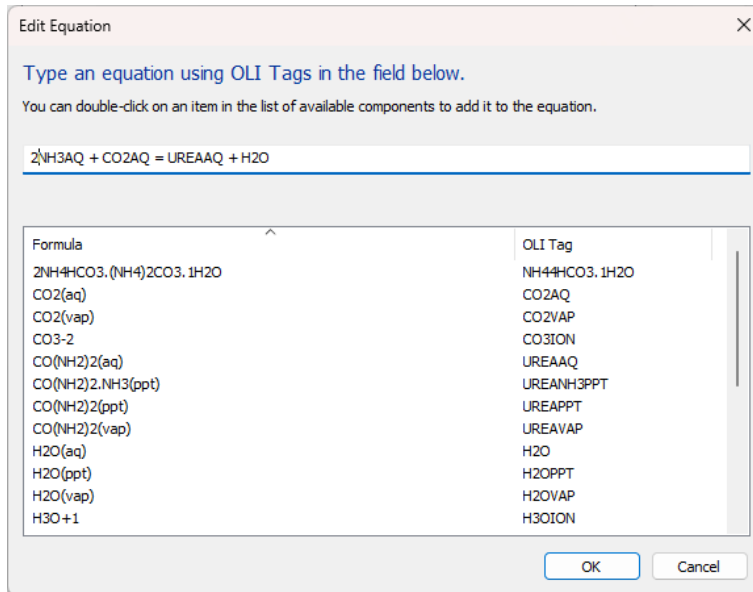 Edit Equation
Type an equation using OLI Tags in the field below.
You can double-click on an item in the list of available components to add it to the equation.
2NH3AQ + CO2AQ = UREAAQ + H2O
Formula OLI Tag
2NH4HCO3.(NH4)2CO3.1H2O NH44HCO3.1H2O
CO2(aq) CO2AQ
CO2(vap) CO2VAP
CO3-2 CO3ION
CO(NH2)2(aq) UREAAQ
CO(NH2)2.NH3(ppt) UREANH3PPT
CO(NH2)2(ppt) UREAPPT
CO(NH2)2(vap) UREAVAP
H2O(aq) H2O
H2O(ppt) H2OPPT
H2O(vap) H2OVAP
H3O+1 H3OION
OK Cancel